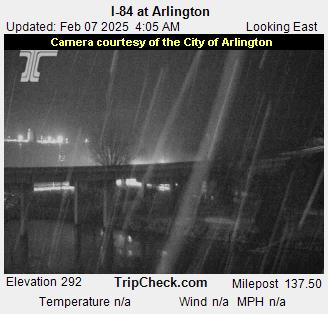 I-84 at Arlington
Updated: Feb 07 2025 4:05 AM Looking East
Camera courtesy of the City of Arlington
Elevation 292 TripCheck.com Milepost 137.50
Temperature n/a Wind n/a MPH n/a